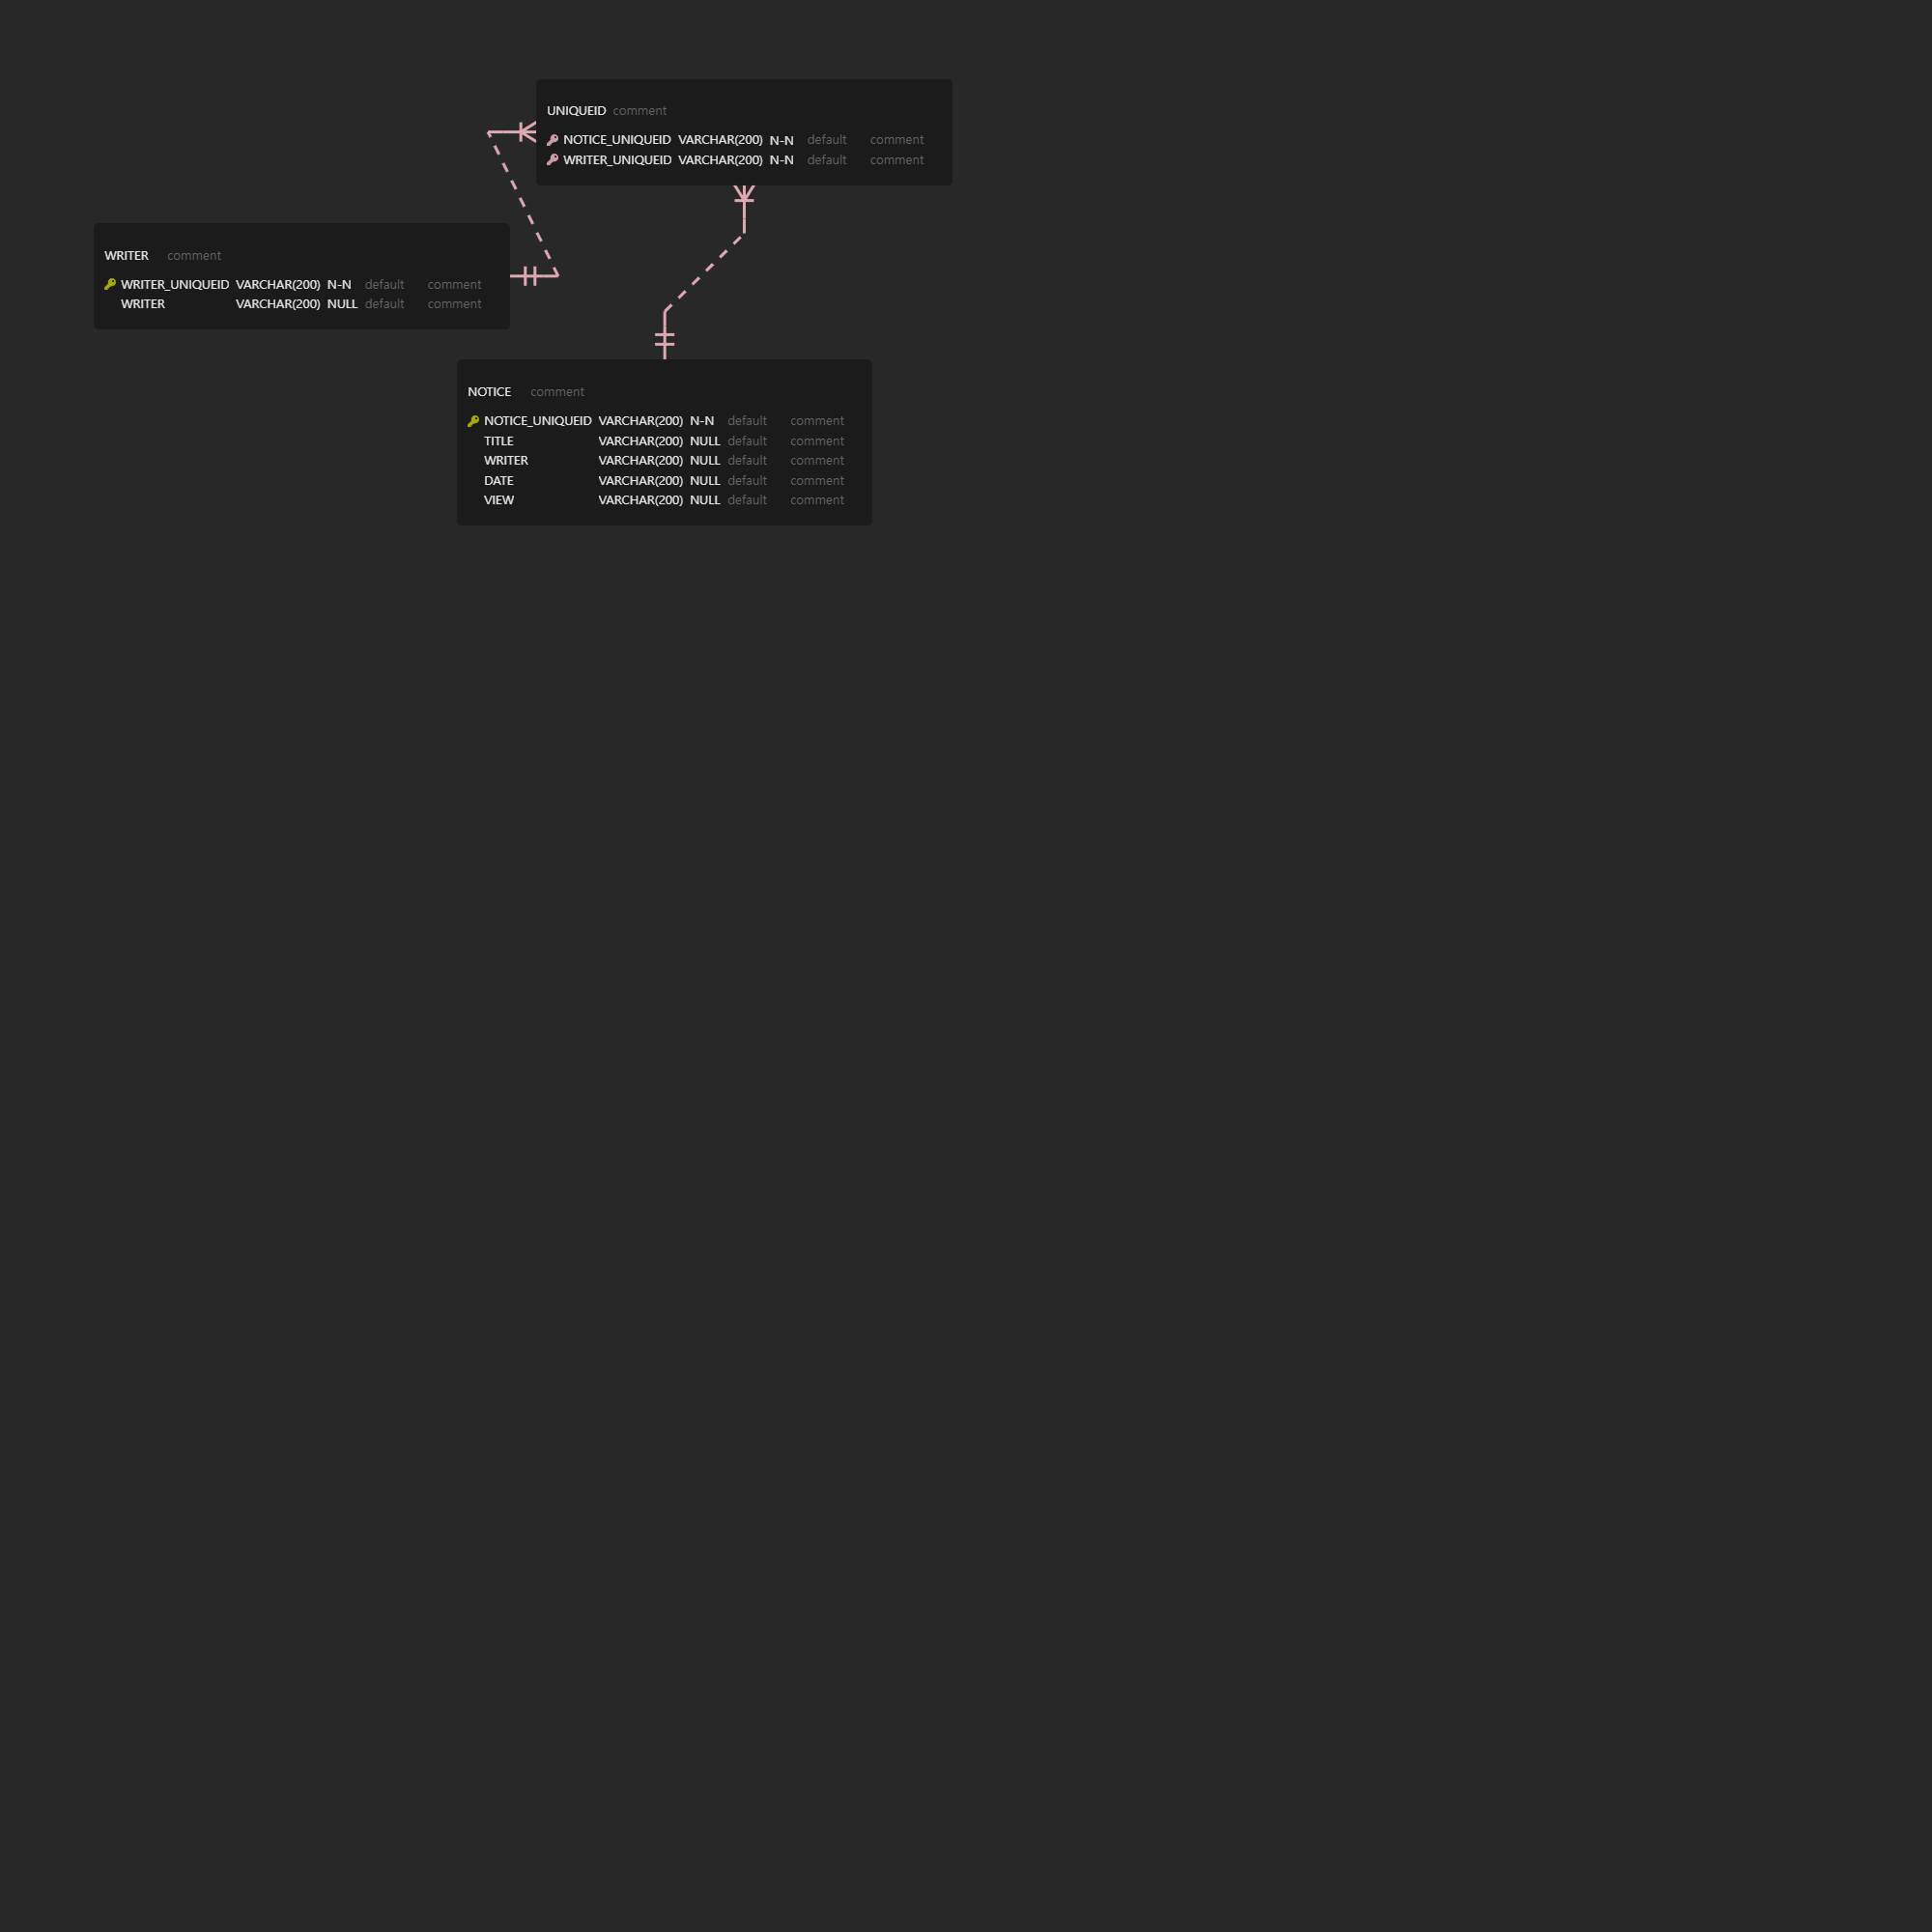 UNIQUEID comment
NOTICE_UNIQUEID VARCHAR(200) N-N default comment
WRITER_UNIQUEID VARCHAR(200) N-N default comment
WRITER comment
WRITER_UNIQUEID VARCHAR(200) N-N default comment
WRITER VARCHAR(200) NULL default comment
NOTICE comment
NOTICE_UNIQUEID VARCHAR(200) N-N default comment
TITLE VARCHAR(200) NULL default comment
WRITER VARCHAR(200) NULL default comment
DATE VARCHAR(200) NULL default comment
VIEW VARCHAR(200) NULL default comment